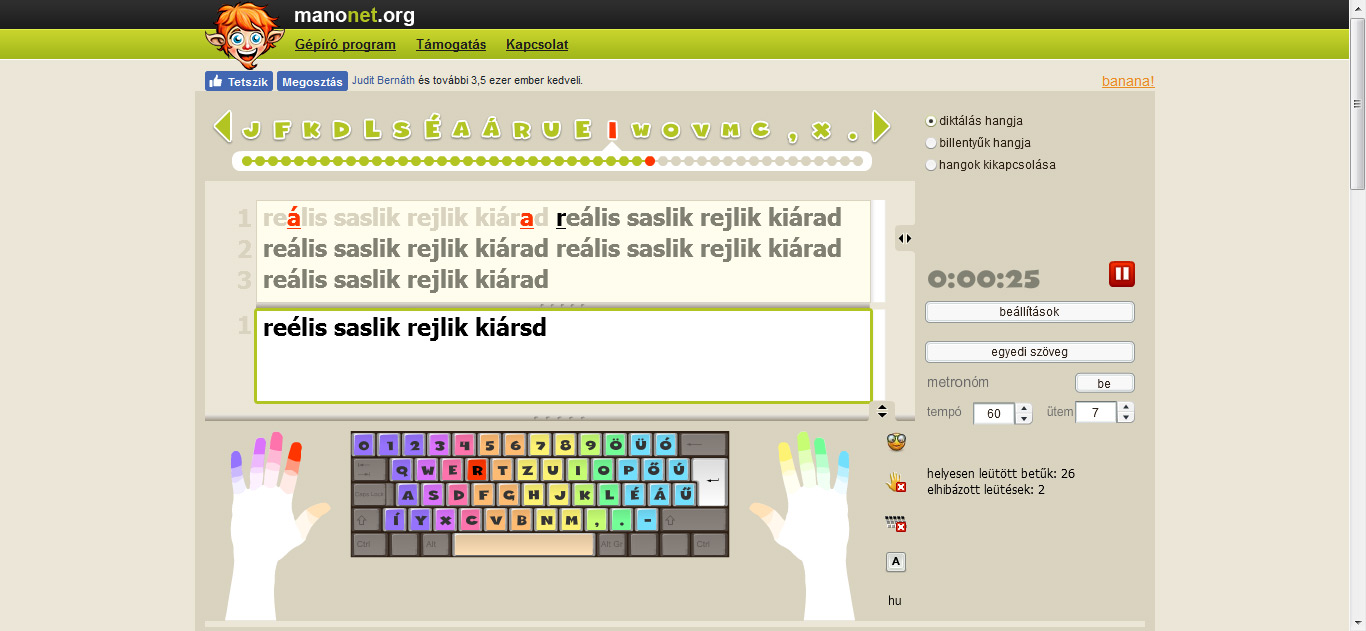 manonet.org
Gépíró program Támogatás Kapcsolat
Tetszik Megosztás Judit Bernáth és további 3,5 ezer ember kedveli.
banana!
J F K D L S É A Á R U E I W O V M C , X .
diktálás hangja
billentyűk hangja
hangok kikapcsolása
1 reális saslik rejlik kiárad reális saslik rejlik kiárad
2 reális saslik rejlik kiárad reális saslik rejlik kiárad
3 reális saslik rejlik kiárad
1 reélis saslik rejlik kiársd
0:00:25
beállítások
egyedi szöveg
metronóm be
tempó 60 ütem 7
0 1 2 3 4 5 6 7 8 9 Ö Ü Ó
Q W E R T Z U I O P Ő Ú
Caps Lock A S D F G H J K L É Á Ű
Í Y X C V B N M , . -
Ctrl Alt Alt Gr Ctrl
helyesen leütött betűk: 26
elhibázott leütések: 2
A
hu